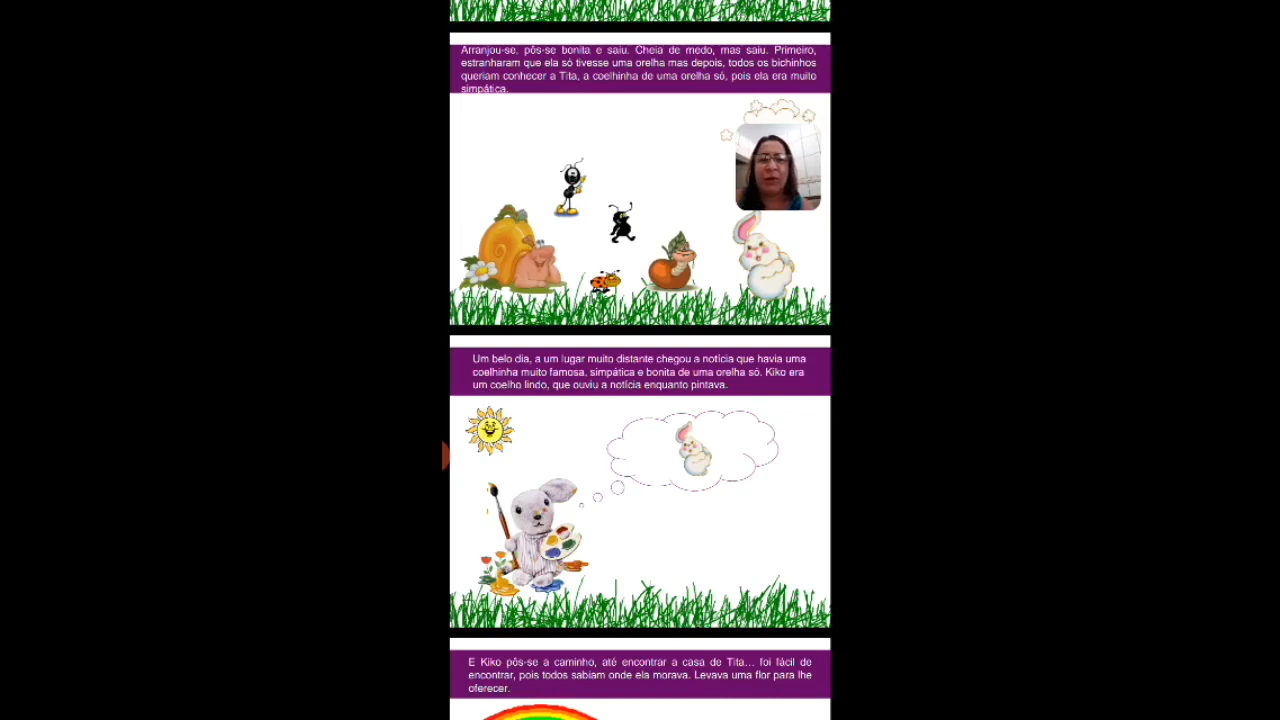 Arranjou-se, pôs-se bonita e saiu. Cheia de medo, mas saiu. Primeiro,
estranharam que ela só tivesse uma orelha mas depois, todos os bichinhos
queriam conhecer a Tita, a coelhinha de uma orelha só, pois ela era muito
simpática.
Um belo dia, a um lugar muito distante chegou a notícia que havia uma
coelhinha muito famosa, simpática e bonita de uma orelha só. Kiko era
um coelho lindo, que ouviu a notícia enquanto pintava.
E Kiko pôs-se a caminho, até encontrar a casa de Tita... foi fácil de
encontrar, pois todos sabiam onde ela morava. Levava uma flor para lhe
oferecer.